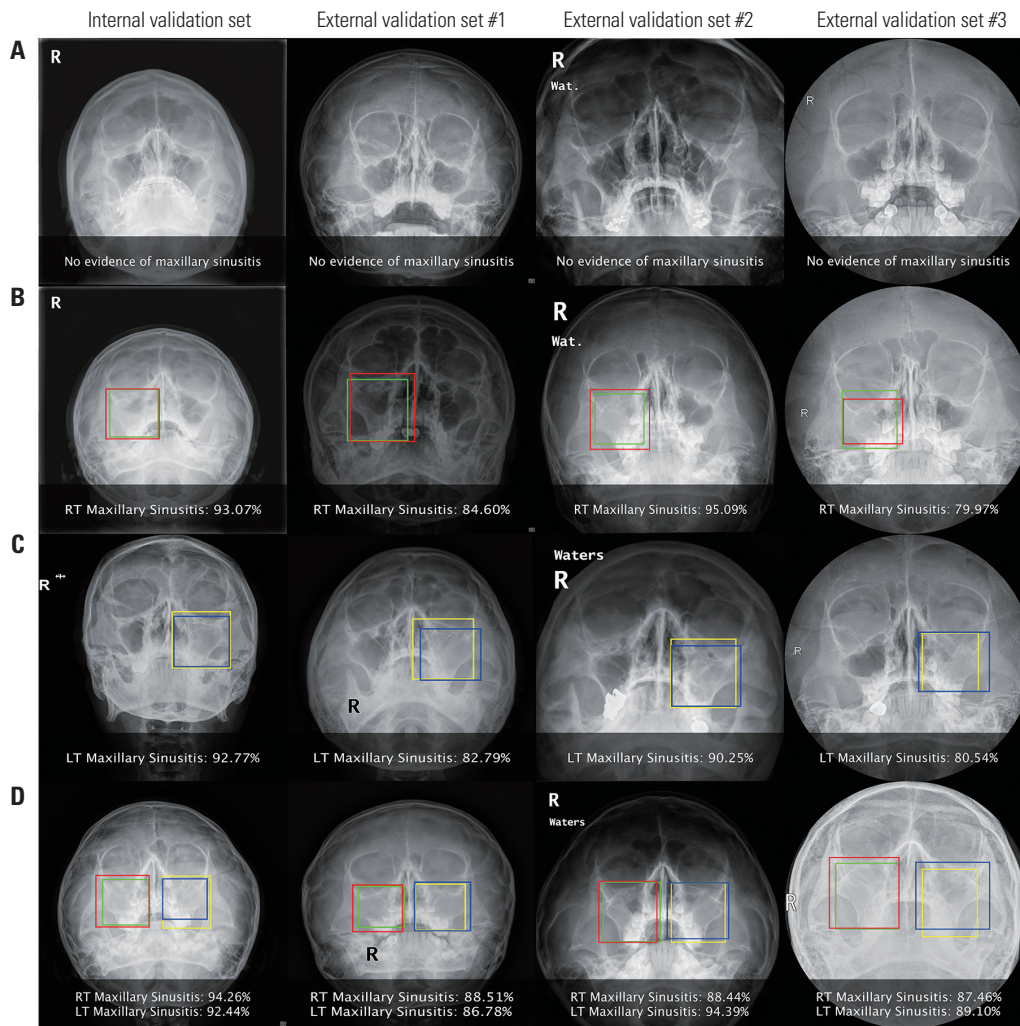 Internal validation set
External validation set #1
External validation set #2
External validation set #3
A
R
R
Wat.
R
No evidence of maxillary sinusitis
No evidence of maxillary sinusitis
No evidence of maxillary sinusitis
No evidence of maxillary sinusitis
B
R
R
Wat.
R
RT Maxillary Sinusitis: 93.07%
RT Maxillary Sinusitis: 84.60%
RT Maxillary Sinusitis: 95.09%
RT Maxillary Sinusitis: 79.97%
C
R
R
Waters
R
R
LT Maxillary Sinusitis: 92.77%
LT Maxillary Sinusitis: 82.79%
LT Maxillary Sinusitis: 90.25%
LT Maxillary Sinusitis: 80.54%
D
R
R
Waters
R
RT Maxillary Sinusitis: 94.26%
LT Maxillary Sinusitis: 92.44%
RT Maxillary Sinusitis: 88.51%
LT Maxillary Sinusitis: 86.78%
RT Maxillary Sinusitis: 88.44%
LT Maxillary Sinusitis: 94.39%
RT Maxillary Sinusitis: 87.46%
LT Maxillary Sinusitis: 89.10%